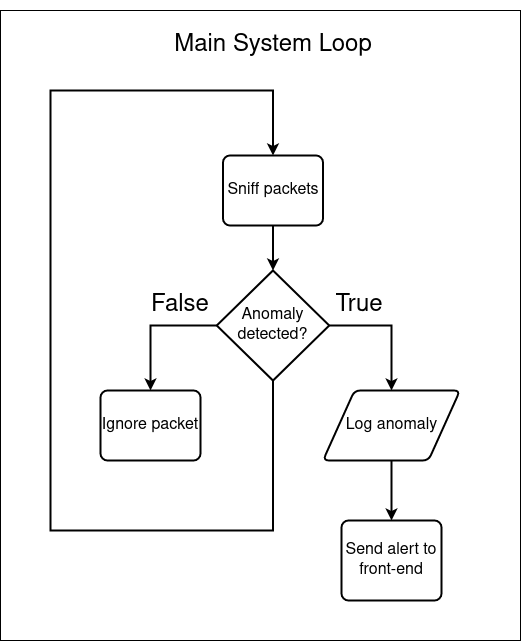 Main System Loop
Sniff packets
False
True
Anomaly
detected?
Ignore packet
Log anomaly
Send alert to
front-end